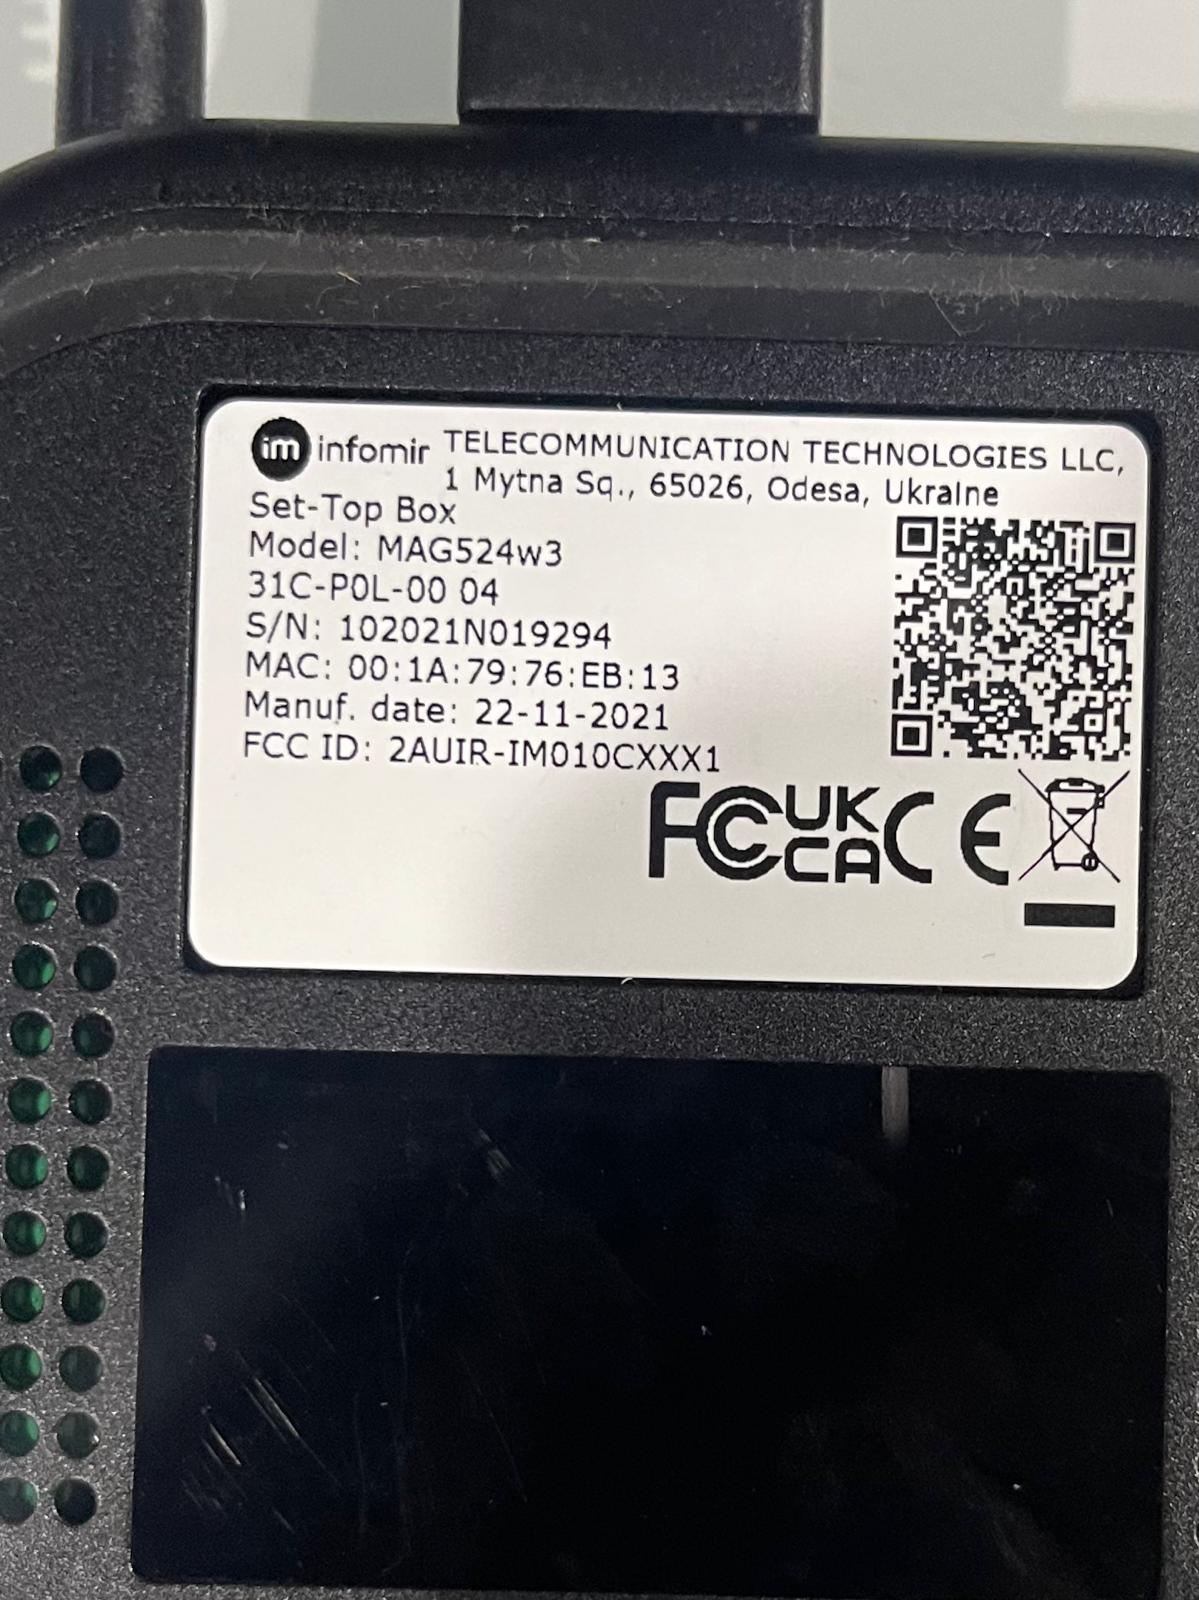 im infomir TELECOMMUNICATION TECHNOLOGIES LLC,
1 Mytna Sq., 65026, Odesa, Ukraine
Set-Top Box
Model: MAG524w3
31C-P0L-00 04
S/N: 102021N019294
MAC: 00:1A:79:76:EB:13
Manuf. date: 22-11-2021
FCC ID: 2AUIR-IM010CXXX1
FC UK CA CE